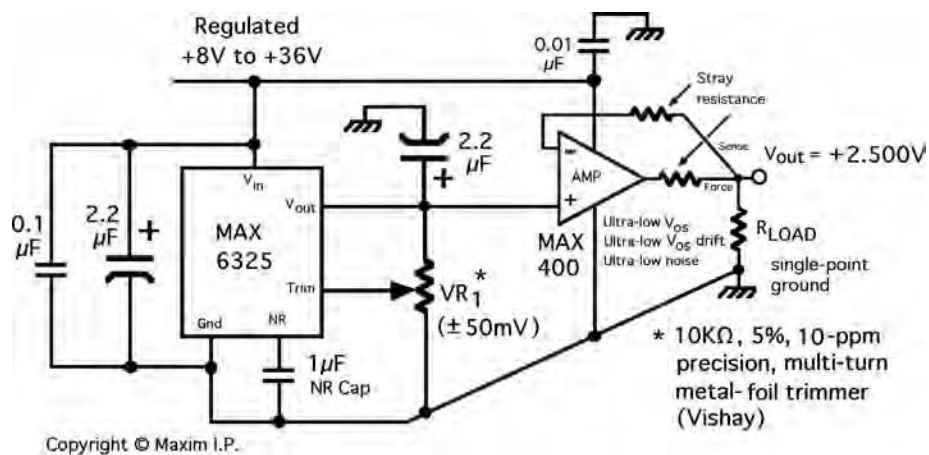 Regulated
+8V to +36V
0.01
µF
Stray
resistance
2.2
µF
+
Sense
Vout = +2.500V
AMP
Force
+
0.1
µF
2.2
µF
+
Vin
Vout
MAX
6325
Trim
Gnd
NR
VR1
*
(±50mV)
MAX
400
Ultra-low VOS
Ultra-low VOS drift
Ultra-low noise
RLOAD
single-point
ground
1µF
NR Cap
* 10KΩ, 5%, 10-ppm
precision, multi-turn
metal-foil trimmer
(Vishay)
Copyright © Maxim I.P.